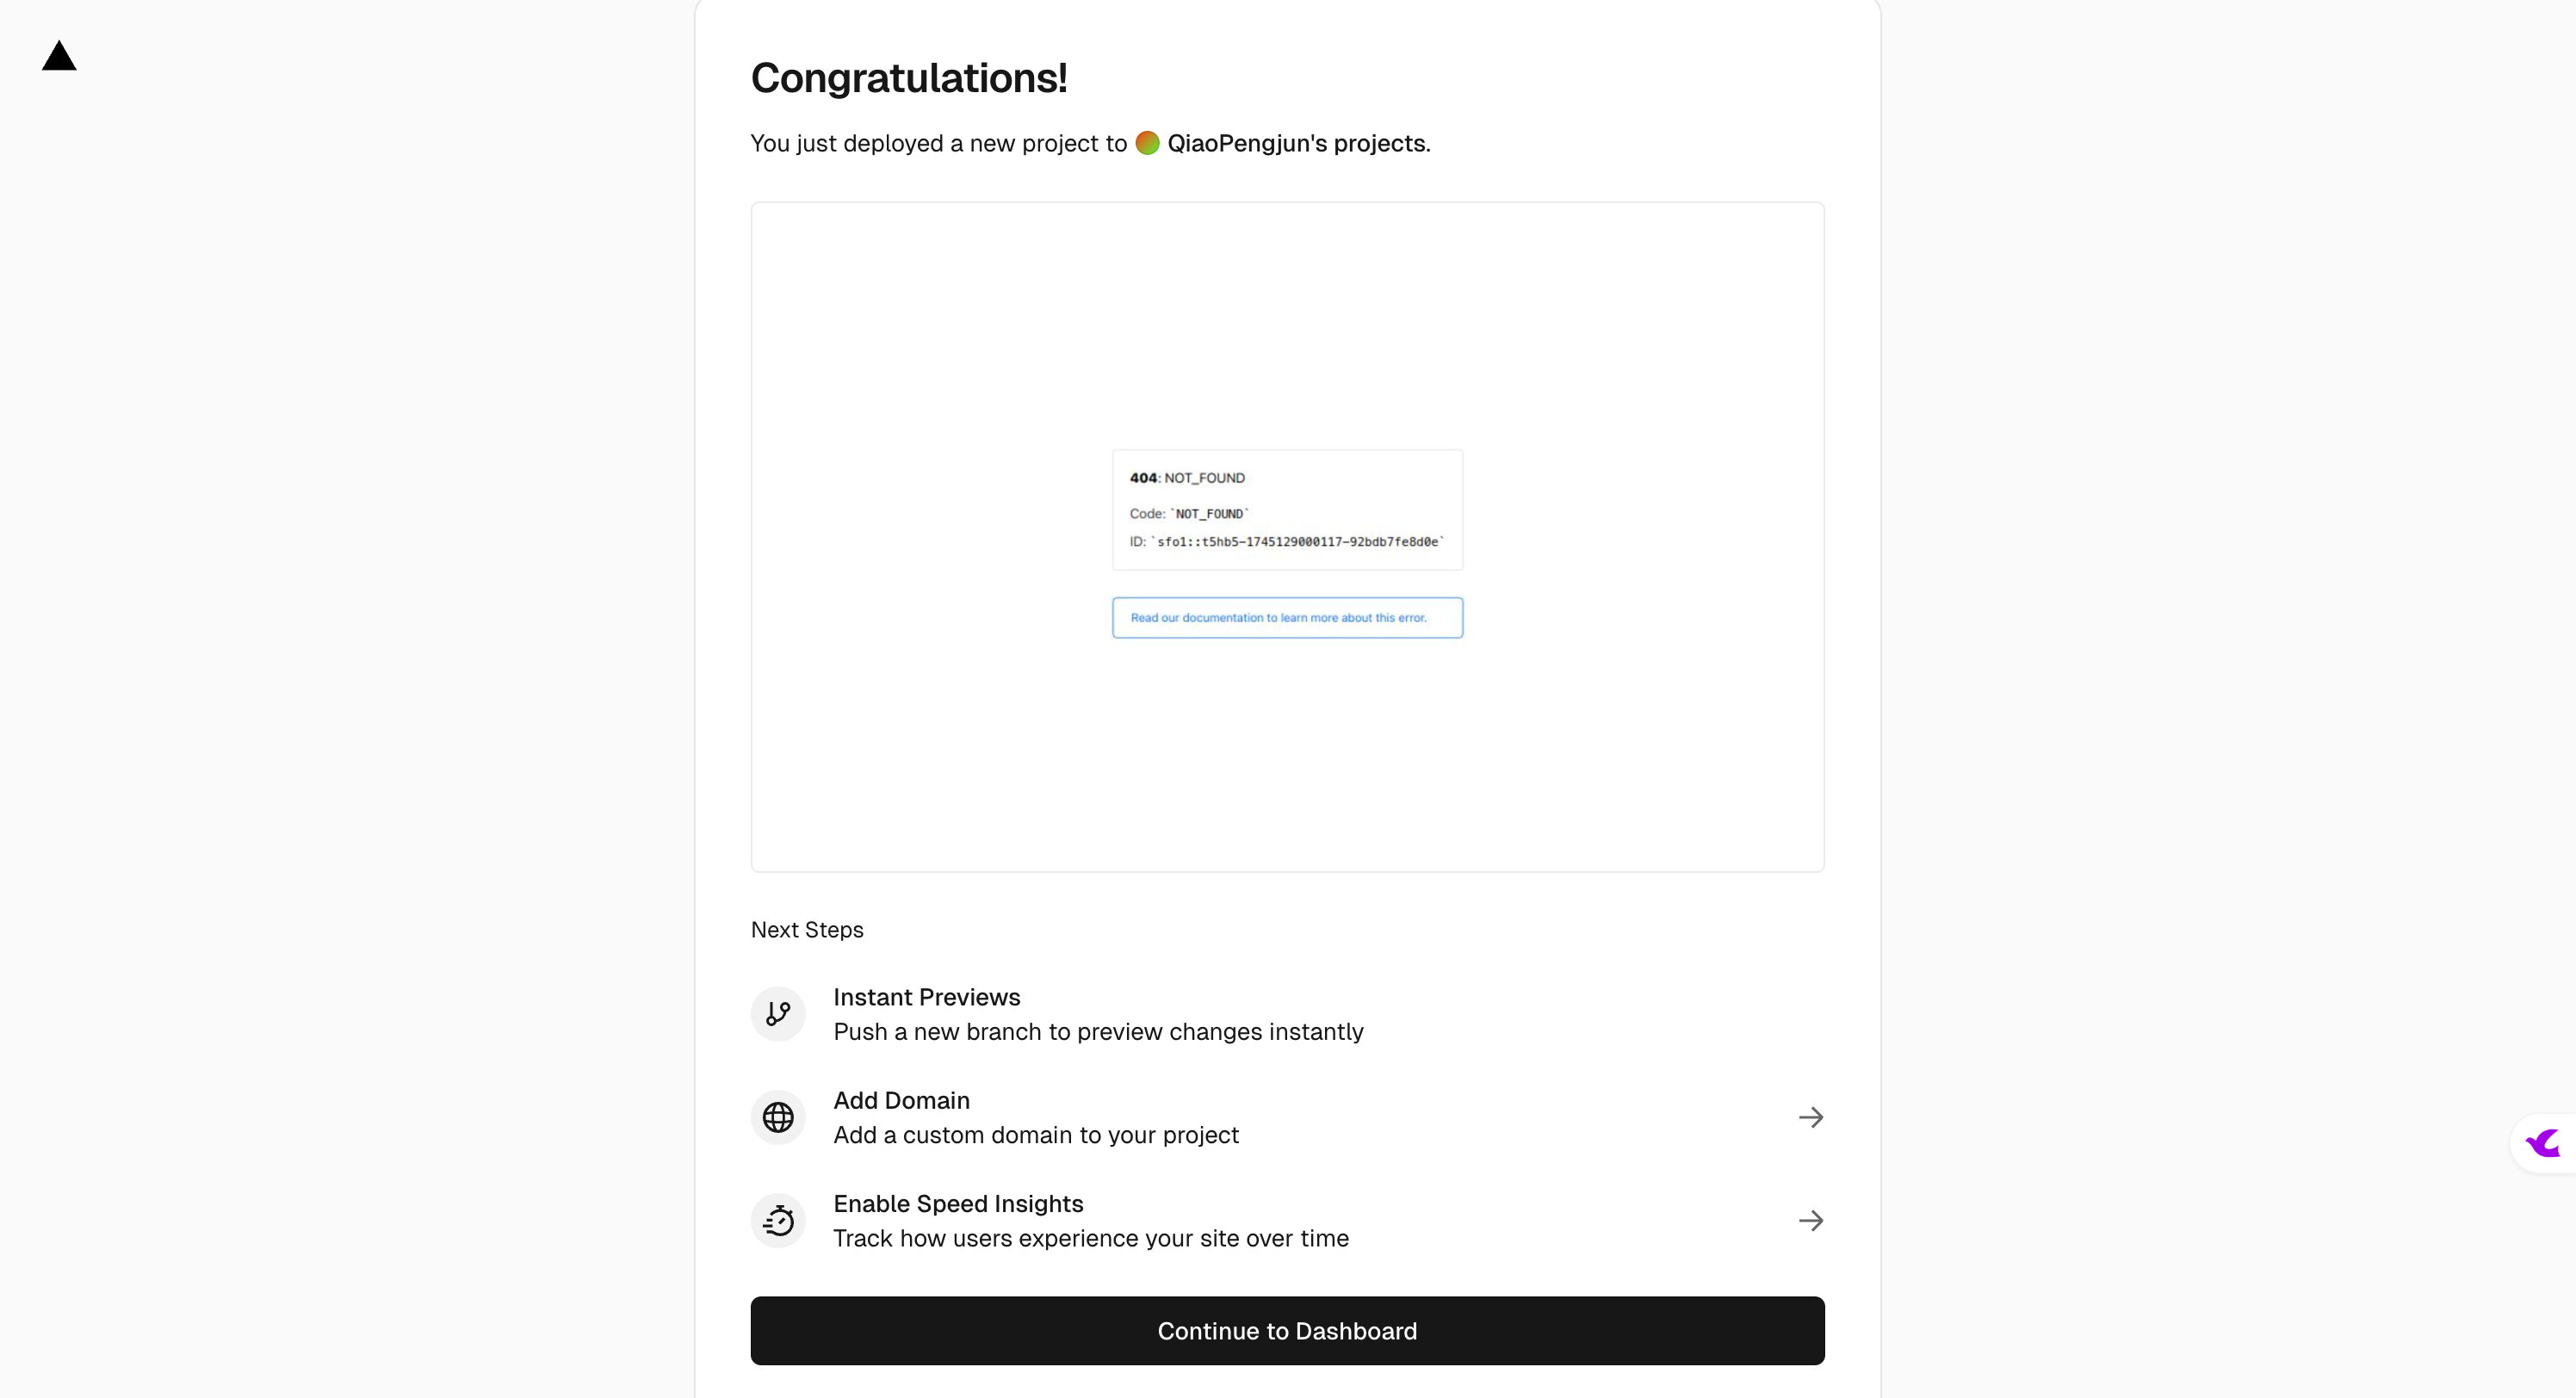 Congratulations!
You just deployed a new project to QiaoPengjun's projects.
404: NOT_FOUND
Code: `NOT_FOUND`
ID: `sfo1::t5hb5-1745129000117-92bdb7fe8d0e`
Read our documentation to learn more about this error.
Next Steps
Instant Previews
Push a new branch to preview changes instantly
Add Domain
Add a custom domain to your project
Enable Speed Insights
Track how users experience your site over time
Continue to Dashboard